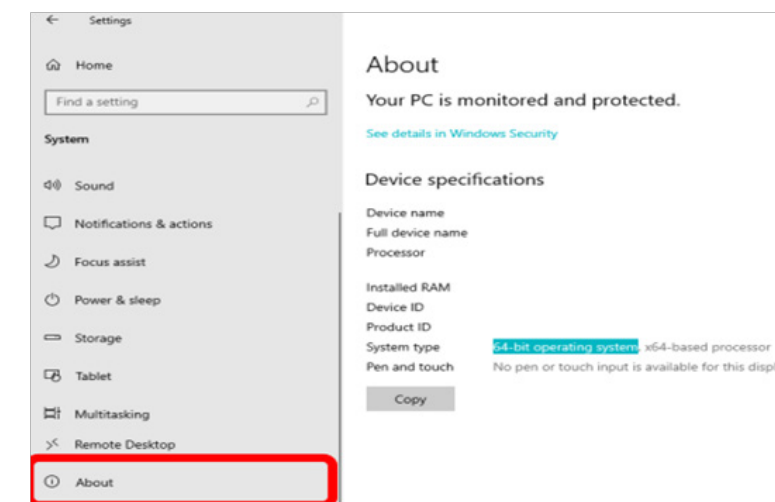 Settings
Home
Find a setting
System
Sound
Notifications & actions
Focus assist
Power & sleep
Storage
Tablet
Multitasking
Remote Desktop
About
About
Your PC is monitored and protected.
See details in Windows Security
Device specifications
Device name
Full device name
Processor
Installed RAM
Device ID
Product ID
System type 64-bit operating system, x64-based processor
Pen and touch No pen or touch input is available for this displ
Copy